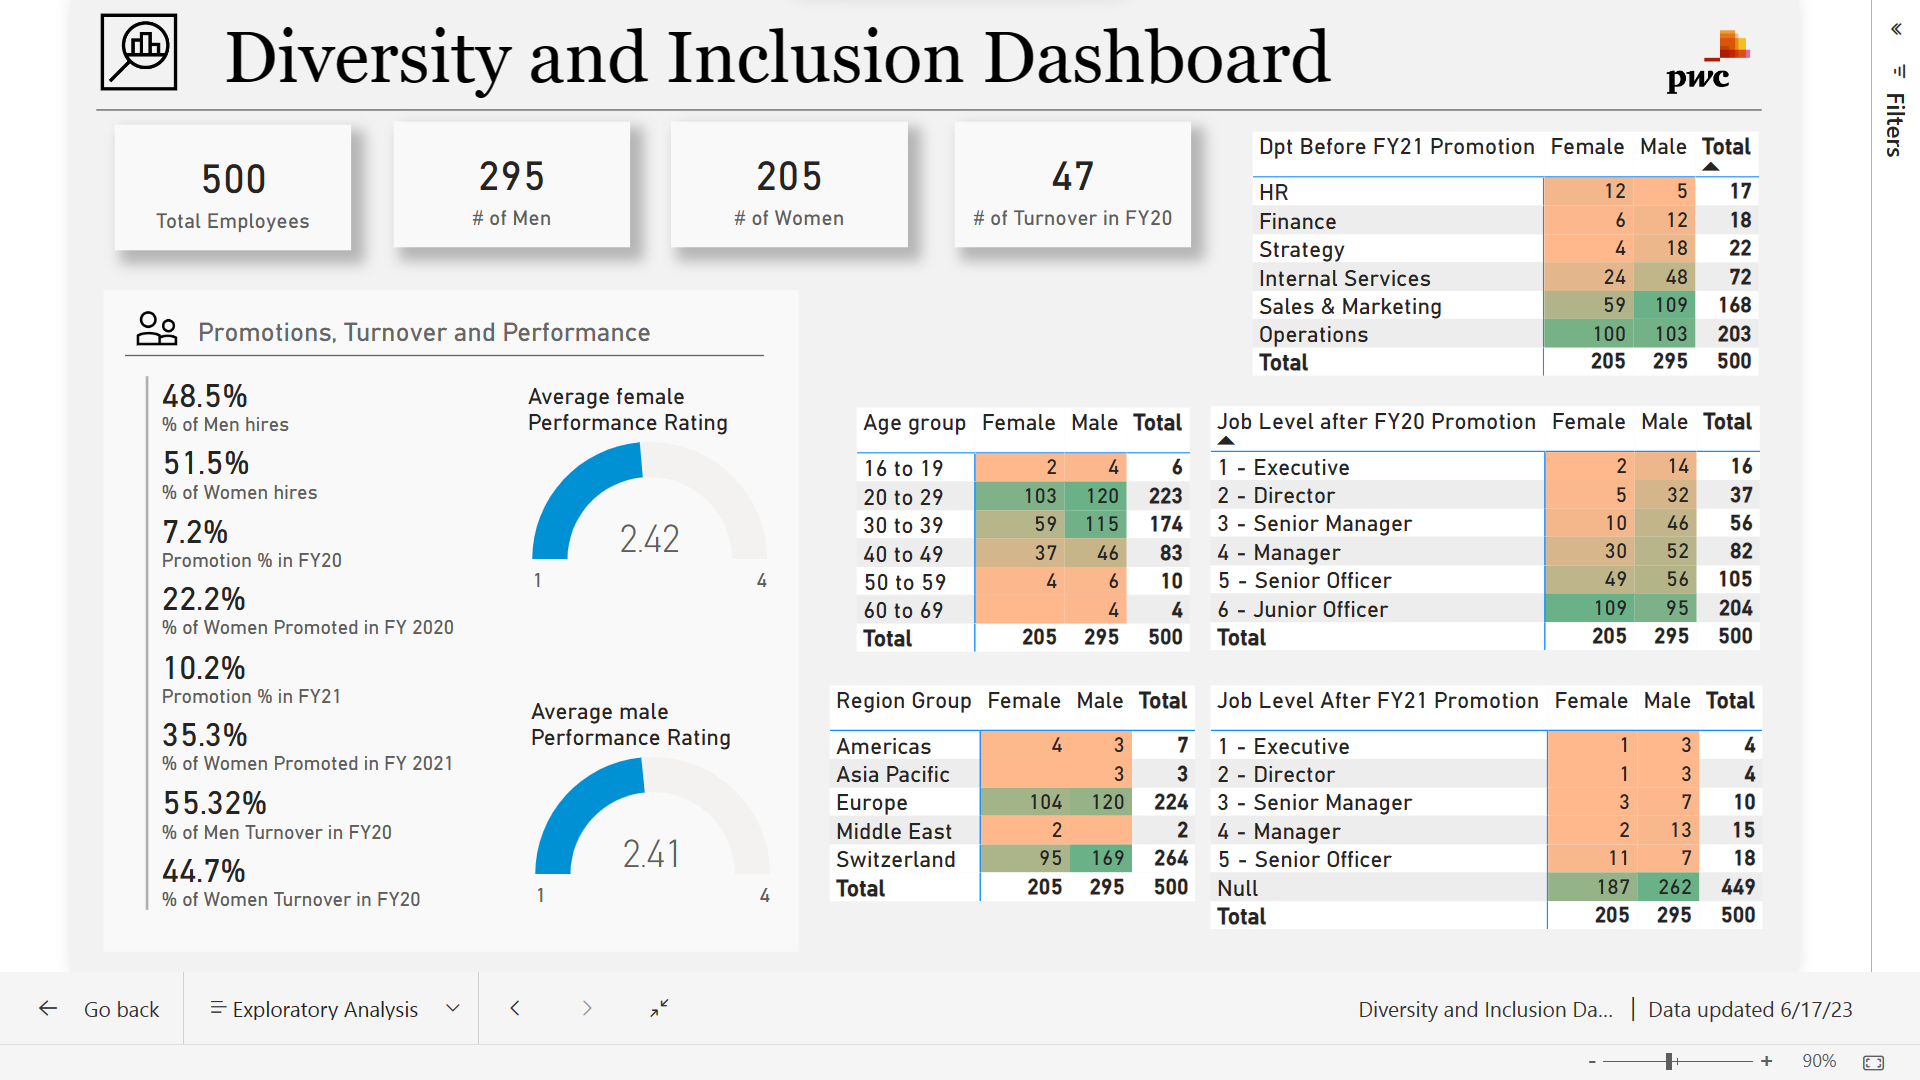 Diversity and Inclusion Dashboard
pwc
Filters
500
Total Employees
295
# of Men
205
# of Women
47
# of Turnover in FY20
Dpt Before FY21 Promotion Female Male Total
HR 12 5 17
Finance 6 12 18
Strategy 4 18 22
Internal Services 24 48 72
Sales & Marketing 59 109 168
Operations 100 103 203
Total 205 295 500
Promotions, Turnover and Performance
48.5%
% of Men hires
51.5%
% of Women hires
7.2%
Promotion % in FY20
22.2%
% of Women Promoted in FY 2020
10.2%
Promotion % in FY21
35.3%
% of Women Promoted in FY 2021
55.32%
% of Men Turnover in FY20
44.7%
% of Women Turnover in FY20
Average female
Performance Rating
2.42
1 4
Average male
Performance Rating
2.41
1 4
Age group Female Male Total
16 to 19 2 4 6
20 to 29 103 120 223
30 to 39 59 115 174
40 to 49 37 46 83
50 to 59 4 6 10
60 to 69 4 4
Total 205 295 500
Job Level after FY20 Promotion Female Male Total
1 - Executive 2 14 16
2 - Director 5 32 37
3 - Senior Manager 10 46 56
4 - Manager 30 52 82
5 - Senior Officer 49 56 105
6 - Junior Officer 109 95 204
Total 205 295 500
Region Group Female Male Total
Americas 4 3 7
Asia Pacific 3 3
Europe 104 120 224
Middle East 2 2
Switzerland 95 169 264
Total 205 295 500
Job Level After FY21 Promotion Female Male Total
1 - Executive 1 3 4
2 - Director 1 3 4
3 - Senior Manager 3 7 10
4 - Manager 2 13 15
5 - Senior Officer 11 7 18
Null 187 262 449
Total 205 295 500
Go back
Exploratory Analysis
Diversity and Inclusion Da... | Data updated 6/17/23
- + 90%